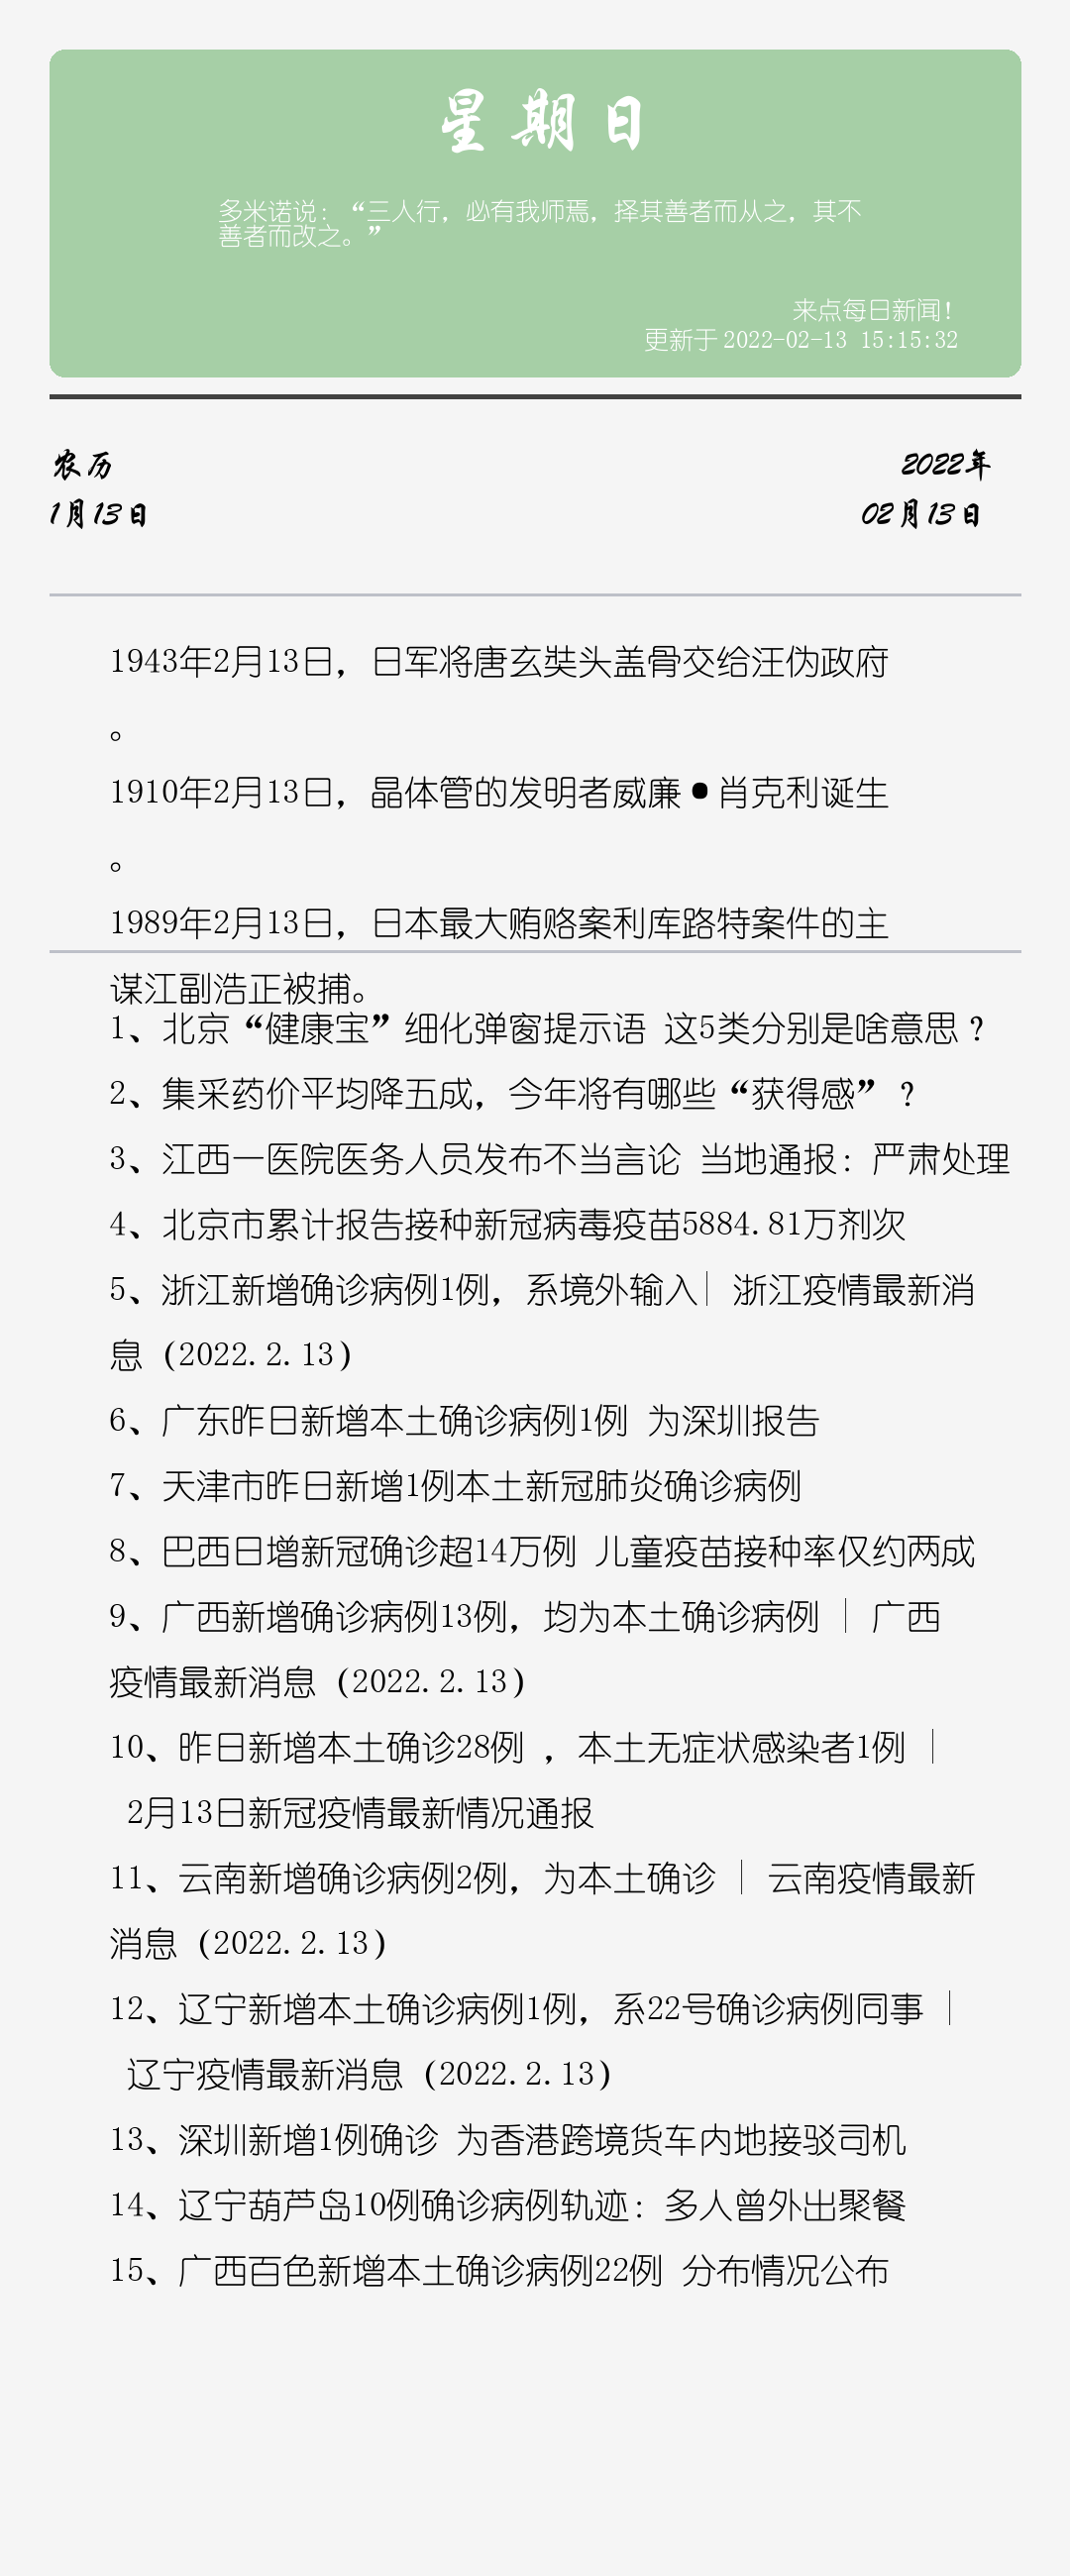 星期日
多米诺说：“三人行，必有我师焉，择其善者而从之，其不
善者而改之。”
来点每日新闻！
更新于 2022-02-13 15:15:32
农历
2022年
1月13日
02月13日
1943年2月13日，日军将唐玄奘头盖骨交给汪伪政府
。
1910年2月13日，晶体管的发明者威廉•肖克利诞生
。
1989年2月13日，日本最大贿赂案利库路特案件的主
谋江副浩正被捕。
1、北京“健康宝”细化弹窗提示语 这5类分别是啥意思？
2、集采药价平均降五成，今年将有哪些“获得感”？
3、江西一医院医务人员发布不当言论 当地通报：严肃处理
4、北京市累计报告接种新冠病毒疫苗5884.81万剂次
5、浙江新增确诊病例1例，系境外输入| 浙江疫情最新消
息（2022.2.13）
6、广东昨日新增本土确诊病例1例 为深圳报告
7、天津市昨日新增1例本土新冠肺炎确诊病例
8、巴西日增新冠确诊超14万例 儿童疫苗接种率仅约两成
9、广西新增确诊病例13例，均为本土确诊病例 | 广西
疫情最新消息（2022.2.13）
10、昨日新增本土确诊28例 ，本土无症状感染者1例 |
2月13日新冠疫情最新情况通报
11、云南新增确诊病例2例，为本土确诊 | 云南疫情最新
消息（2022.2.13）
12、辽宁新增本土确诊病例1例，系22号确诊病例同事 |
辽宁疫情最新消息（2022.2.13）
13、深圳新增1例确诊 为香港跨境货车内地接驳司机
14、辽宁葫芦岛10例确诊病例轨迹：多人曾外出聚餐
15、广西百色新增本土确诊病例22例 分布情况公布